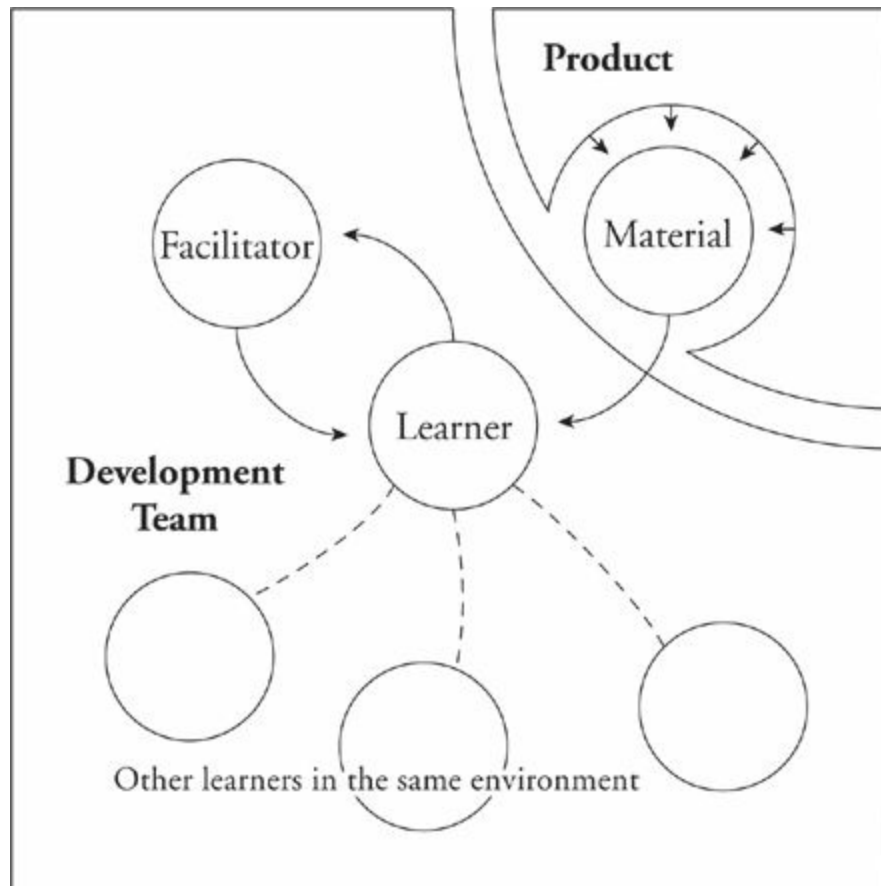 Product
Facilitator
Material
Learner
Development
Team
Other learners in the same environment